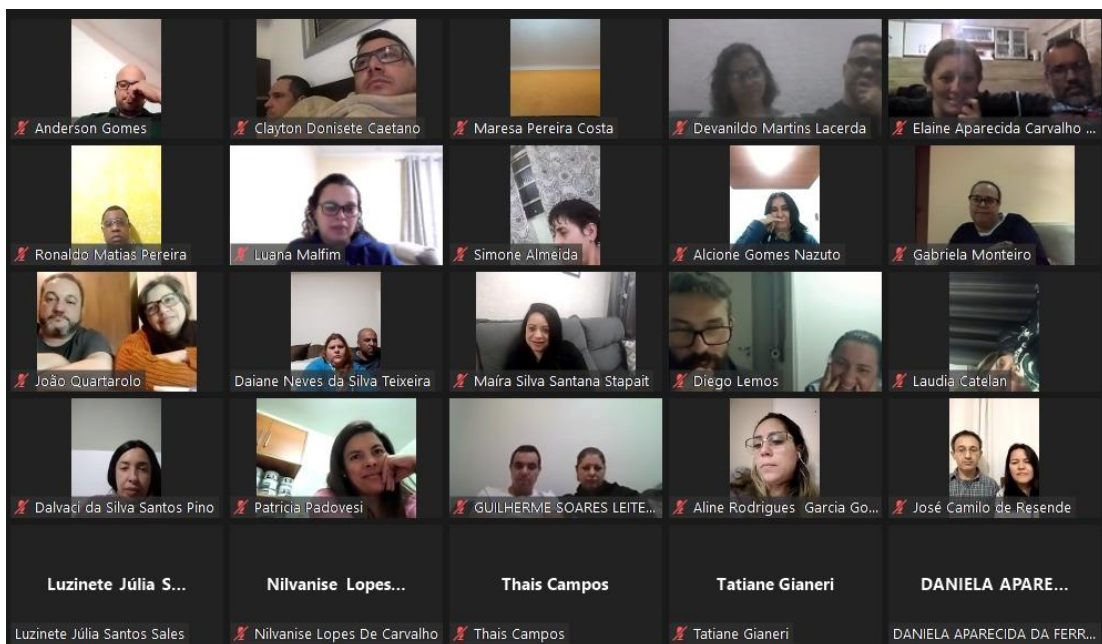 Anderson Gomes
Clayton Donisete Caetano
Maresa Pereira Costa
Devanildo Martins Lacerda
Elaine Aparecida Carvalho ...
Ronaldo Matias Pereira
Luana Malfim
Simone Almeida
Alcione Gomes Nazuto
Gabriela Monteiro
João Quartarolo
Daiane Neves da Silva Teixeira
Maíra Silva Santana Stapait
Diego Lemos
Laudia Catelan
Dalvaci da Silva Santos Pino
Patricia Padovesi
GUILHERME SOARES LEITE...
Aline Rodrigues Garcia Go...
José Camilo de Resende
Luzinete Júlia S...
Nilvanise Lopes...
Thais Campos
Tatiane Gianeri
DANIELA APARE...
Luzinete Júlia Santos Sales
Nilvanise Lopes De Carvalho
Thais Campos
Tatiane Gianeri
DANIELA APARECIDA DA FERR...